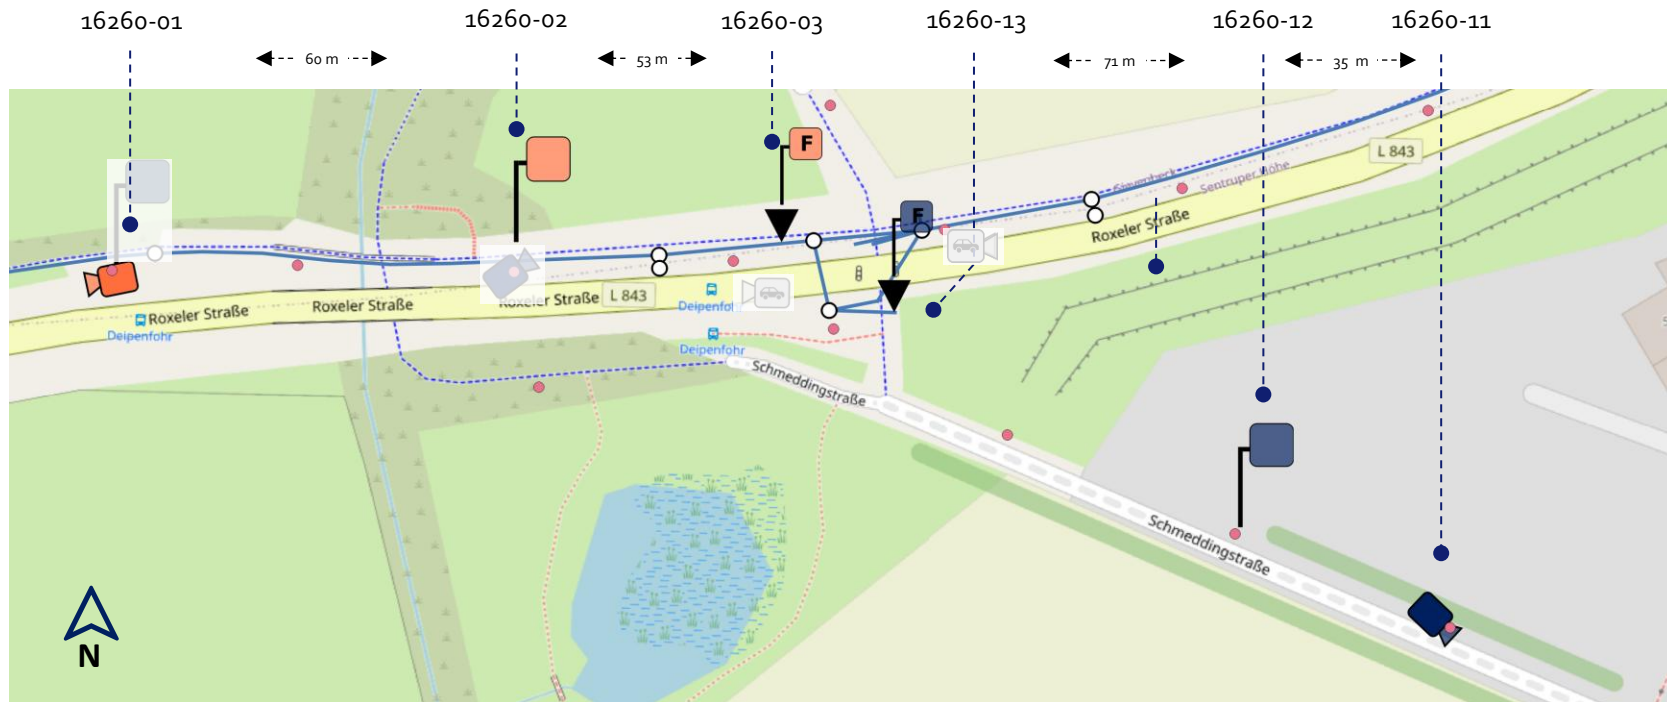 16260-01
16260-02
16260-03
16260-13
16260-12
16260-11
60 m
53 m
71 m
35 m
F
F
L 843
Sentruper Höhe
Roxeler Straße
Roxeler Straße
Roxeler Straße
Roxeler Straße
L 843
Deipenfohr
Deipenfohr
Deipenfohr
Schmeddingstraße
Schmeddingstraße
N